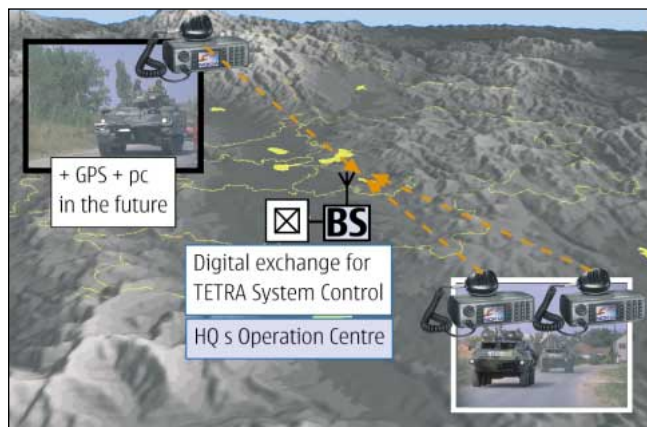 + GPS + pc
in the future
BS
Digital exchange for
TETRA System Control
HQ s Operation Centre